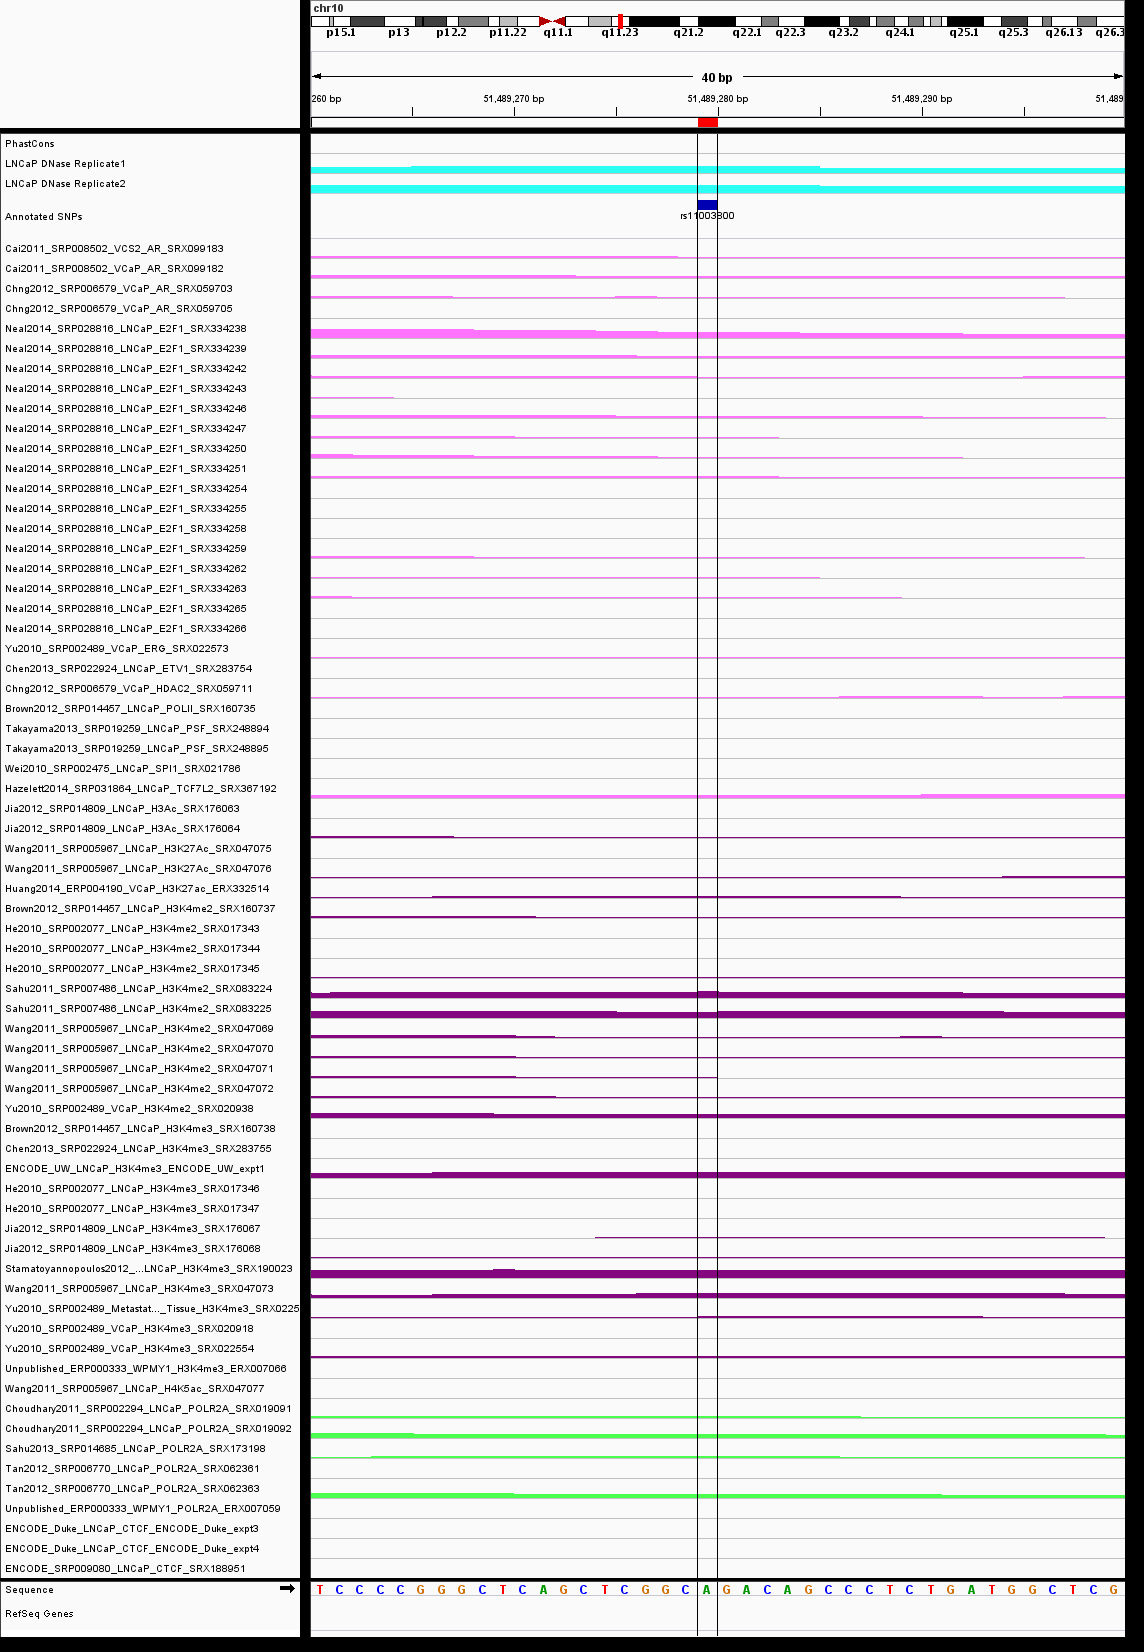 chr10
p15.1 p13 p12.2 p11.22 q11.1 q11.23 q21.2 q22.1 q22.3 q23.2 q24.1 q25.1 q25.3 q26.13 q26.3
40 bp
260 bp 51,489,270 bp 51,489,280 bp 51,489,290 bp 51,489
PhastCons
LNCaP DNase Replicate1
LNCaP DNase Replicate2
Annotated SNPs
rs11003800
Cai2011_SRP008502_VCS2_AR_SRX099183
Cai2011_SRP008502_VCaP_AR_SRX099182
Chng2012_SRP006579_VCaP_AR_SRX059703
Chng2012_SRP006579_VCaP_AR_SRX059705
Neal2014_SRP028816_LNCaP_E2F1_SRX334238
Neal2014_SRP028816_LNCaP_E2F1_SRX334239
Neal2014_SRP028816_LNCaP_E2F1_SRX334242
Neal2014_SRP028816_LNCaP_E2F1_SRX334243
Neal2014_SRP028816_LNCaP_E2F1_SRX334246
Neal2014_SRP028816_LNCaP_E2F1_SRX334247
Neal2014_SRP028816_LNCaP_E2F1_SRX334250
Neal2014_SRP028816_LNCaP_E2F1_SRX334251
Neal2014_SRP028816_LNCaP_E2F1_SRX334254
Neal2014_SRP028816_LNCaP_E2F1_SRX334255
Neal2014_SRP028816_LNCaP_E2F1_SRX334258
Neal2014_SRP028816_LNCaP_E2F1_SRX334259
Neal2014_SRP028816_LNCaP_E2F1_SRX334262
Neal2014_SRP028816_LNCaP_E2F1_SRX334263
Neal2014_SRP028816_LNCaP_E2F1_SRX334265
Neal2014_SRP028816_LNCaP_E2F1_SRX334266
Yu2010_SRP002489_VCaP_ERG_SRX022573
Chen2013_SRP022924_LNCaP_ETV1_SRX283754
Chng2012_SRP006579_VCaP_HDAC2_SRX059711
Brown2012_SRP014457_LNCaP_POLII_SRX160735
Takayama2013_SRP019259_LNCaP_PSF_SRX248894
Takayama2013_SRP019259_LNCaP_PSF_SRX248895
Wei2010_SRP002475_LNCaP_SPI1_SRX021786
Hazelett2014_SRP031864_LNCaP_TCF7L2_SRX367192
Jia2012_SRP014809_LNCaP_H3Ac_SRX176063
Jia2012_SRP014809_LNCaP_H3Ac_SRX176064
Wang2011_SRP005967_LNCaP_H3K27Ac_SRX047075
Wang2011_SRP005967_LNCaP_H3K27Ac_SRX047076
Huang2014_ERP004190_VCaP_H3K27ac_ERX332514
Brown2012_SRP014457_LNCaP_H3K4me2_SRX160737
He2010_SRP002077_LNCaP_H3K4me2_SRX017343
He2010_SRP002077_LNCaP_H3K4me2_SRX017344
He2010_SRP002077_LNCaP_H3K4me2_SRX017345
Sahu2011_SRP007486_LNCaP_H3K4me2_SRX083224
Sahu2011_SRP007486_LNCaP_H3K4me2_SRX083225
Wang2011_SRP005967_LNCaP_H3K4me2_SRX047069
Wang2011_SRP005967_LNCaP_H3K4me2_SRX047070
Wang2011_SRP005967_LNCaP_H3K4me2_SRX047071
Wang2011_SRP005967_LNCaP_H3K4me2_SRX047072
Yu2010_SRP002489_VCaP_H3K4me2_SRX020938
Brown2012_SRP014457_LNCaP_H3K4me3_SRX160738
Chen2013_SRP022924_LNCaP_H3K4me3_SRX283755
ENCODE_UW_LNCaP_H3K4me3_ENCODE_UW_expt1
He2010_SRP002077_LNCaP_H3K4me3_SRX017346
He2010_SRP002077_LNCaP_H3K4me3_SRX017347
Jia2012_SRP014809_LNCaP_H3K4me3_SRX176067
Jia2012_SRP014809_LNCaP_H3K4me3_SRX176068
Stamatoyannopoulos2012_...LNCaP_H3K4me3_SRX190023
Wang2011_SRP005967_LNCaP_H3K4me3_SRX047073
Yu2010_SRP002489_Metastat..._Tissue_H3K4me3_SRX0225
Yu2010_SRP002489_VCaP_H3K4me3_SRX020918
Yu2010_SRP002489_VCaP_H3K4me3_SRX022554
Unpublished_ERP000333_WPMY1_H3K4me3_ERX007066
Wang2011_SRP005967_LNCaP_H4K5ac_SRX047077
Choudhary2011_SRP002294_LNCaP_POLR2A_SRX019091
Choudhary2011_SRP002294_LNCaP_POLR2A_SRX019092
Sahu2013_SRP014685_LNCaP_POLR2A_SRX173198
Tan2012_SRP006770_LNCaP_POLR2A_SRX062361
Tan2012_SRP006770_LNCaP_POLR2A_SRX062363
Unpublished_ERP000333_WPMY1_POLR2A_ERX007059
ENCODE_Duke_LNCaP_CTCF_ENCODE_Duke_expt3
ENCODE_Duke_LNCaP_CTCF_ENCODE_Duke_expt4
ENCODE_SRP009080_LNCaP_CTCF_SRX188951
Sequence T C C C C G G G C T C A G C T C G G C A G A C A G C C C T C T G A T G G C T C G
RefSeq Genes